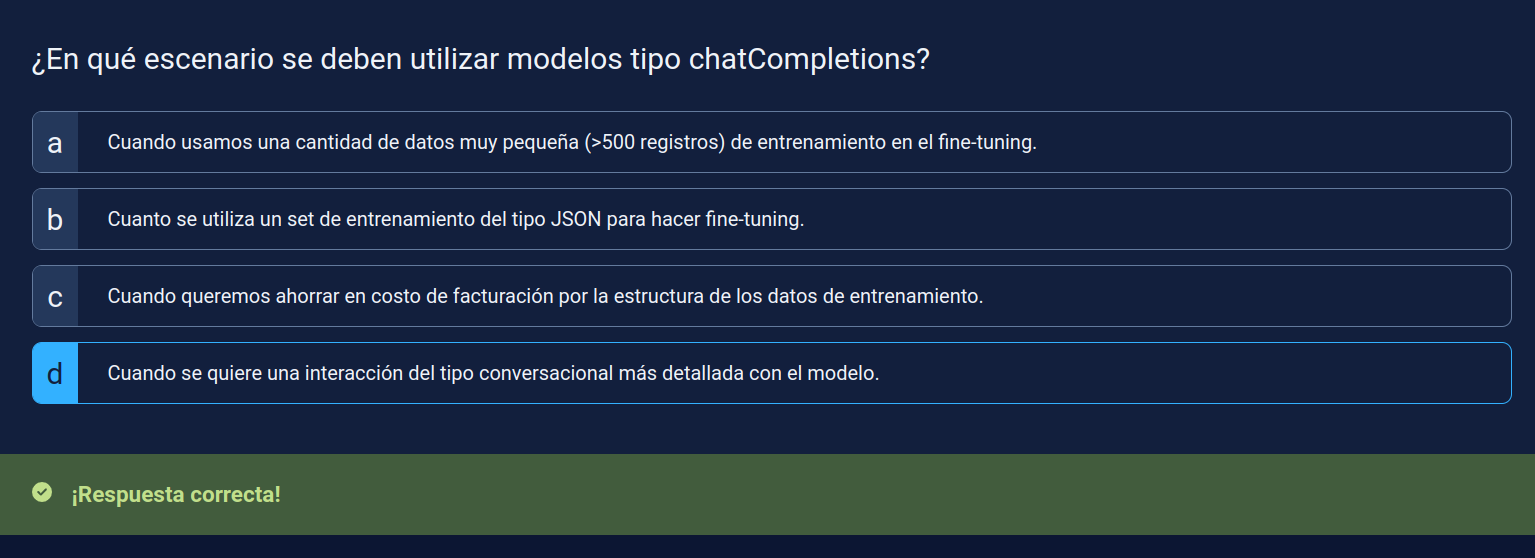 ¿En qué escenario se deben utilizar modelos tipo chatCompletions?
a Cuando usamos una cantidad de datos muy pequeña (>500 registros) de entrenamiento en el fine-tuning.
b Cuanto se utiliza un set de entrenamiento del tipo JSON para hacer fine-tuning.
c Cuando queremos ahorrar en costo de facturación por la estructura de los datos de entrenamiento.
d Cuando se quiere una interacción del tipo conversacional más detallada con el modelo.
¡Respuesta correcta!